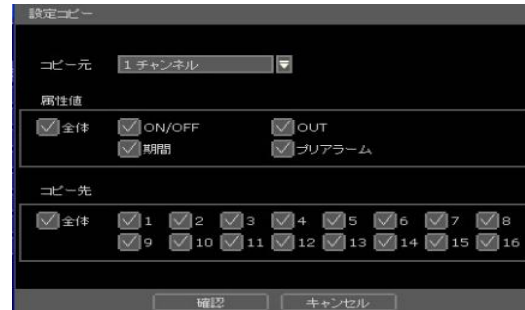 設定コピー
コピー元 1 チャンネル
属性値
全体 ON/OFF OUT
期間 プリアラーム
コピー先
全体 1 2 3 4 5 6 7 8
9 10 11 12 13 14 15 16
確認 キャンセル